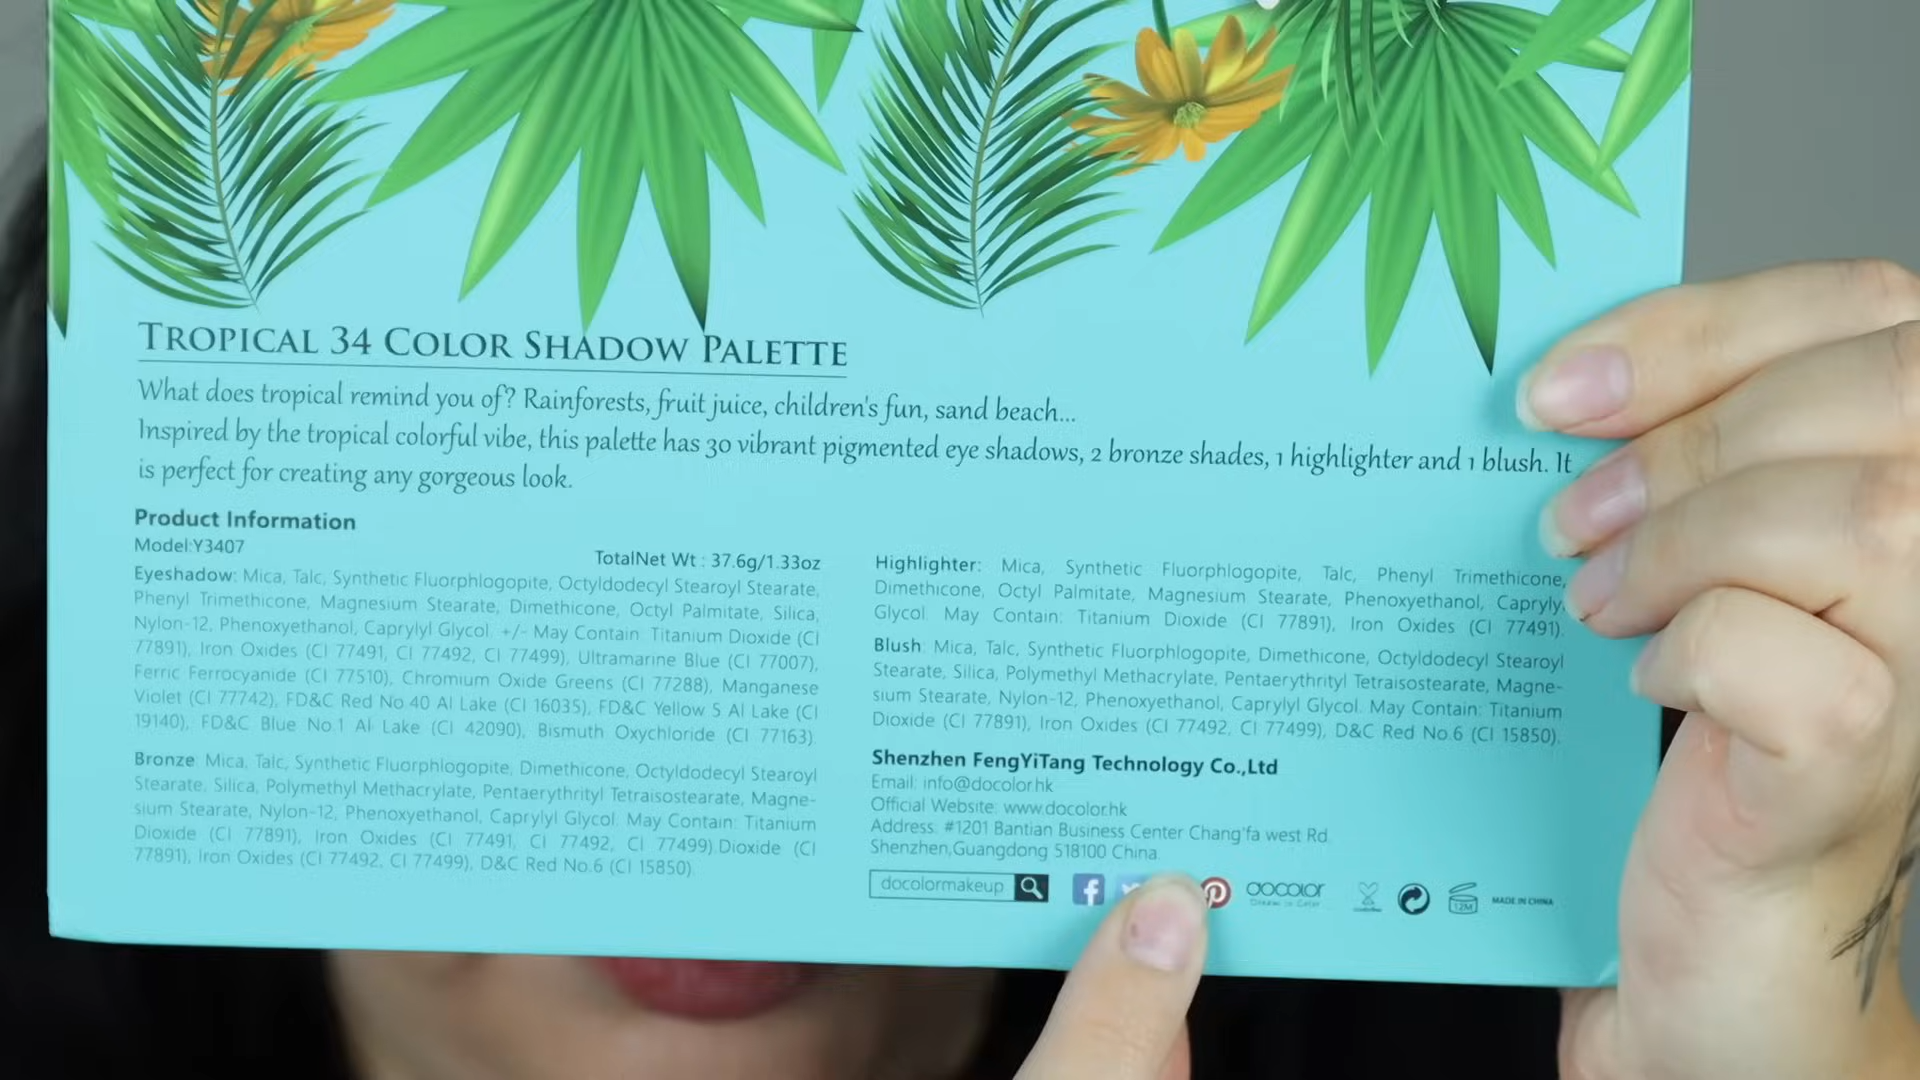 TROPICAL 34 COLOR SHADOW PALETTE
What does tropical remind you of? Rainforests, fruit juice, children's fun, sand beach...
Inspired by the tropical colorful vibe, this palette has 30 vibrant pigmented eye shadows, 2 bronze shades, 1 highlighter and 1 blush. It
is perfect for creating any gorgeous look.
Product Information
Model:Y3407
TotalNet Wt : 37.6g/1.33oz
Eyeshadow: Mica, Talc, Synthetic Fluorphlogopite, Octyldodecyl Stearoyl Stearate,
Phenyl Trimethicone, Magnesium Stearate, Dimethicone, Octyl Palmitate, Silica,
Nylon-12, Phenoxyethanol, Caprylyl Glycol. +/- May Contain: Titanium Dioxide (CI
77891), Iron Oxides (CI 77491, CI 77492, CI 77499), Ultramarine Blue (CI 77007),
Ferric Ferrocyanide (CI 77510), Chromium Oxide Greens (CI 77288), Manganese
Violet (CI 77742), FD&C Red No.40 Al Lake (CI 16035), FD&C Yellow 5 Al Lake (CI
19140), FD&C Blue No.1 Al Lake (CI 42090), Bismuth Oxychloride (CI 77163).
Bronze: Mica, Talc, Synthetic Fluorphlogopite, Dimethicone, Octyldodecyl Stearoyl
Stearate, Silica, Polymethyl Methacrylate, Pentaerythrityl Tetraisostearate, Magne-
sium Stearate, Nylon-12, Phenoxyethanol, Caprylyl Glycol. May Contain: Titanium
Dioxide (CI 77891), Iron Oxides (CI 77491, CI 77492, CI 77499).Dioxide (CI
77891), Iron Oxides (CI 77492, CI 77499), D&C Red No.6 (CI 15850).
Highlighter: Mica, Synthetic Fluorphlogopite, Talc, Phenyl Trimethicone,
Dimethicone, Octyl Palmitate, Magnesium Stearate, Phenoxyethanol, Caprylyl
Glycol. May Contain: Titanium Dioxide (CI 77891), Iron Oxides (CI 77491).
Blush: Mica, Talc, Synthetic Fluorphlogopite, Dimethicone, Octyldodecyl Stearoyl
Stearate, Silica, Polymethyl Methacrylate, Pentaerythrityl Tetraisostearate, Magne-
sium Stearate, Nylon-12, Phenoxyethanol, Caprylyl Glycol. May Contain: Titanium
Dioxide (CI 77891), Iron Oxides (CI 77492, CI 77499), D&C Red No.6 (CI 15850).
Shenzhen FengYiTang Technology Co.,Ltd
Email: info@docolor.hk
Official Website: www.docolor.hk
Address: #1201 Bantian Business Center Chang'fa west Rd.
Shenzhen,Guangdong 518100 China.
docolormakeup
DOCOLOR
Dream in Color
12M
MADE IN CHINA